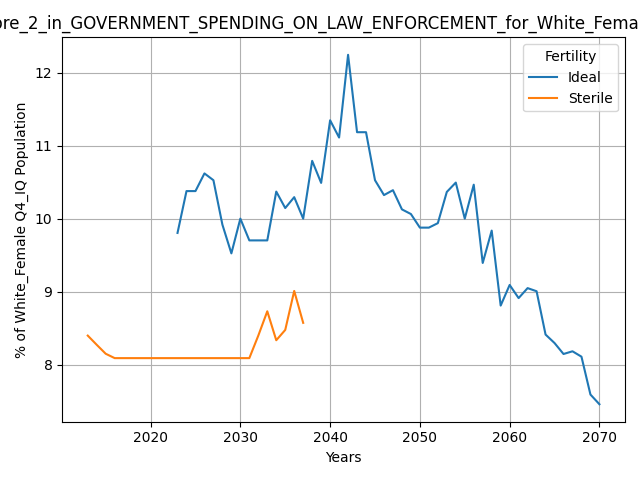 ore_2_in_GOVERNMENT_SPENDING_ON_LAW_ENFORCEMENT_for_White_Fema
Fertility
Ideal
Sterile
% of White_Female Q4_IQ Population
12
11
10
9
8
2020 2030 2040 2050 2060 2070
Years